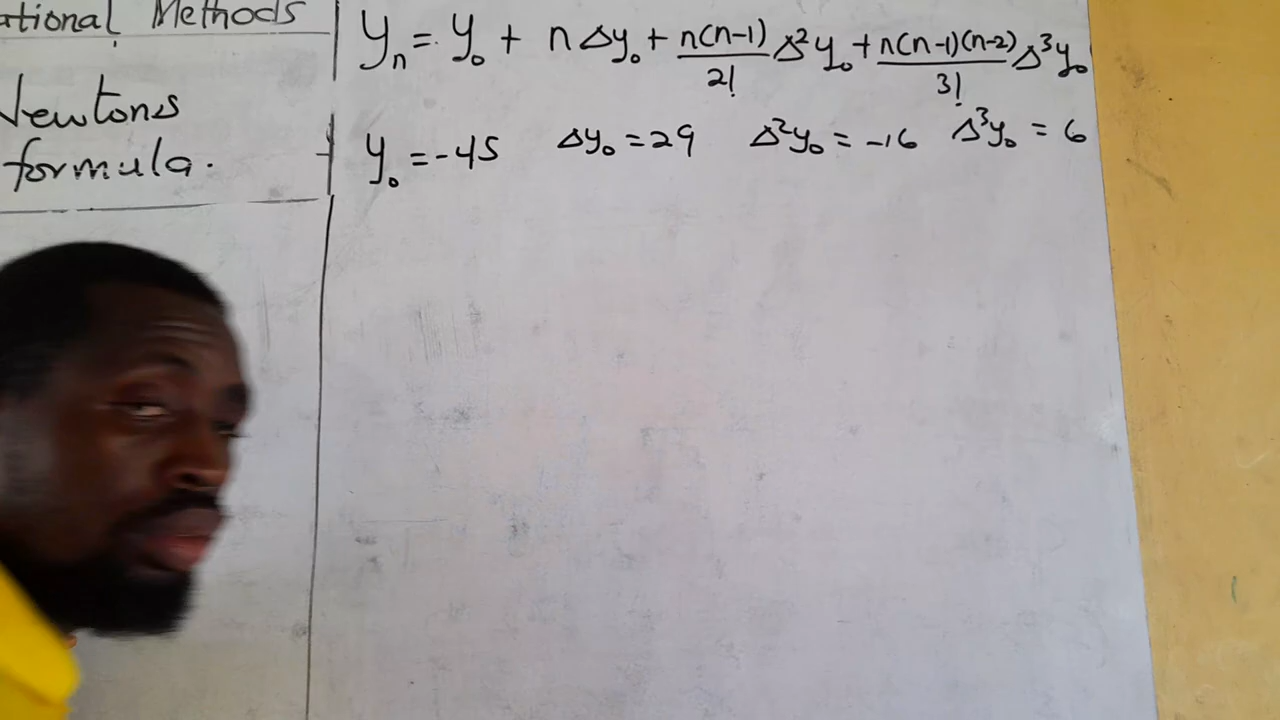 ational Methods
Newtons
formula.
Yn = y₀ + nΔy₀ + n(n-1)/2! Δ²y₀ + n(n-1)(n-2)/3! Δ³y₀
y₀ = -45 Δy₀ = 29 Δ²y₀ = -16 Δ³y₀ = 6